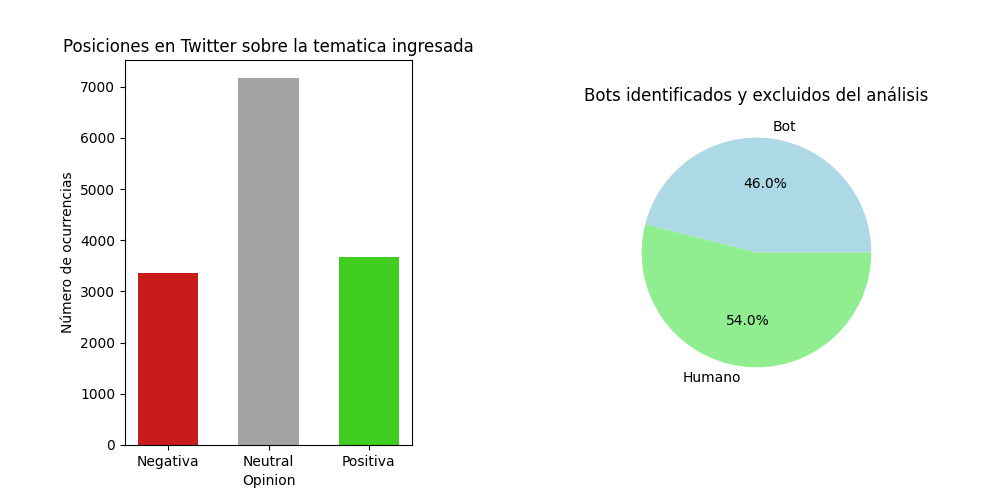 Posiciones en Twitter sobre la tematica ingresada
Número de ocurrencias
7000
6000
5000
4000
3000
2000
1000
0
Negativa
Neutral
Positiva
Opinion
Bots identificados y excluidos del análisis
Bot
46.0%
54.0%
Humano